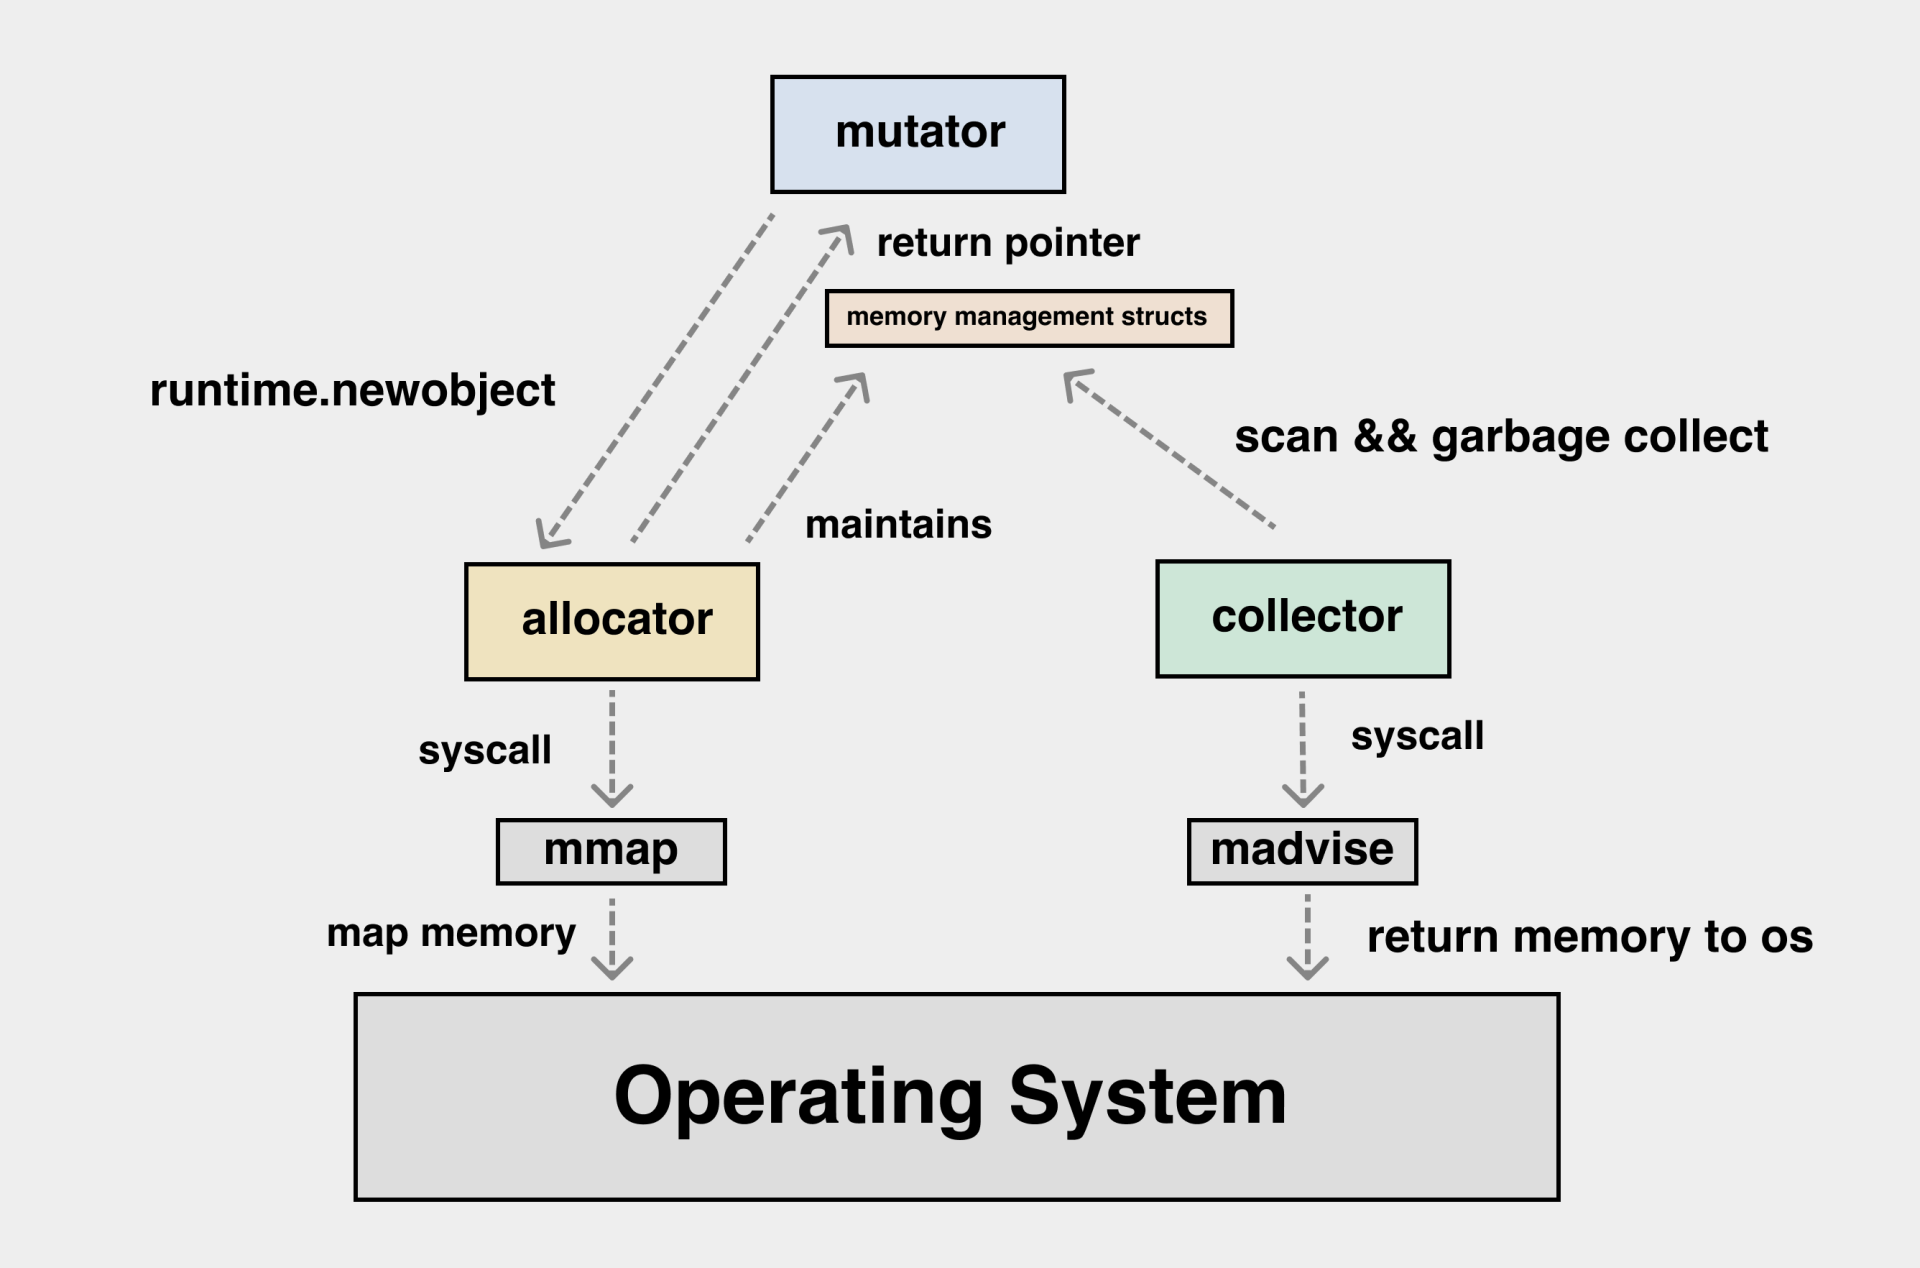 mutator
return pointer
memory management structs
runtime.newobject
scan && garbage collect
maintains
allocator
collector
syscall
syscall
mmap
madvise
map memory
return memory to os
Operating System